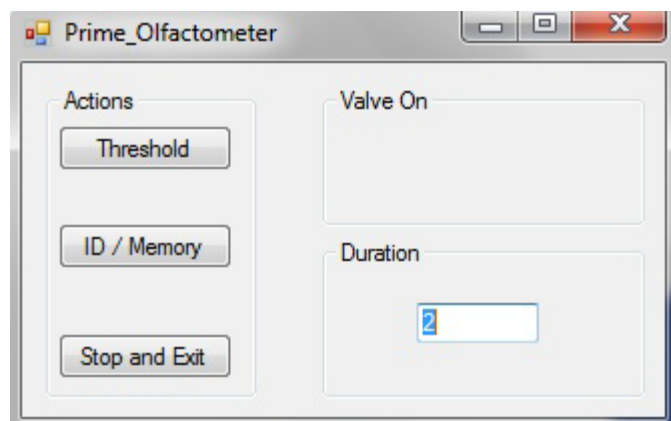 Prime_Olfactometer
Actions
Threshold
ID / Memory
Stop and Exit
Valve On
Duration
2